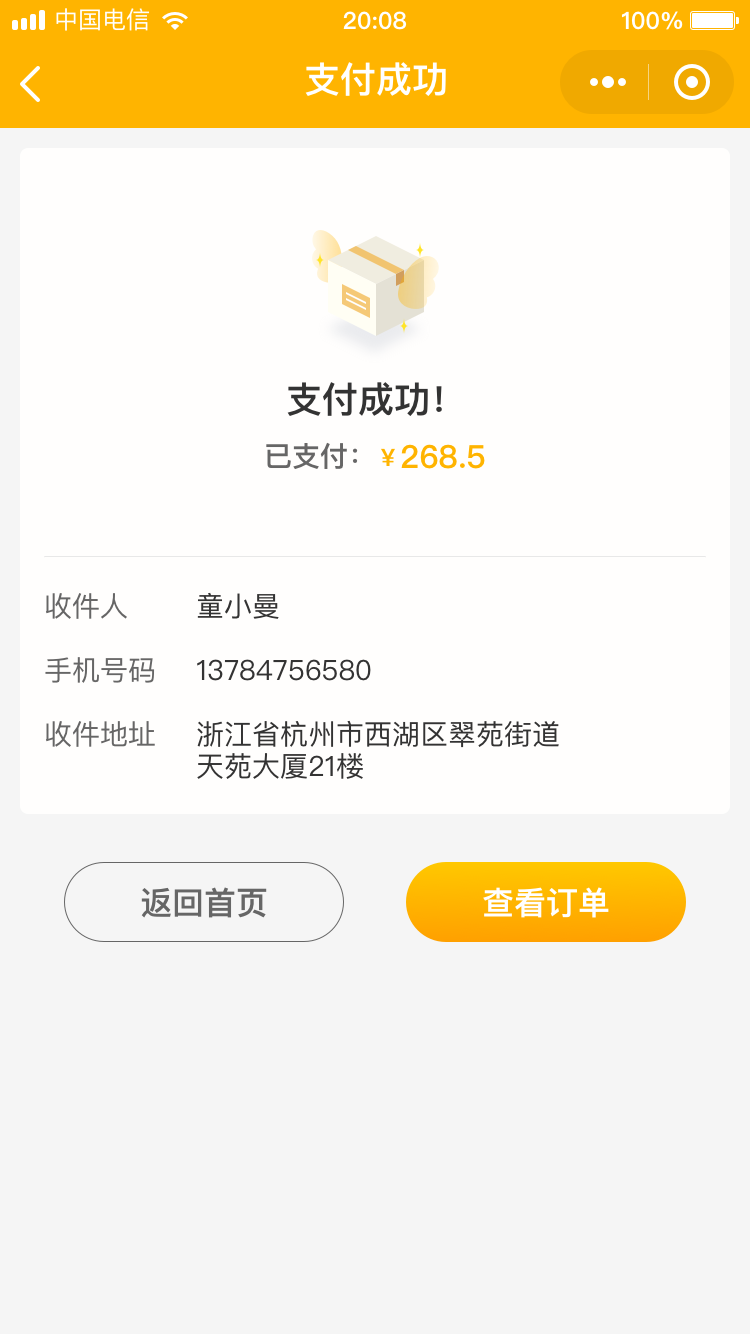 中国电信 20:08 100%
支付成功
支付成功！
已支付： ¥268.5
收件人 童小曼
手机号码 13784756580
收件地址 浙江省杭州市西湖区翠苑街道
天苑大厦21楼
返回首页 查看订单